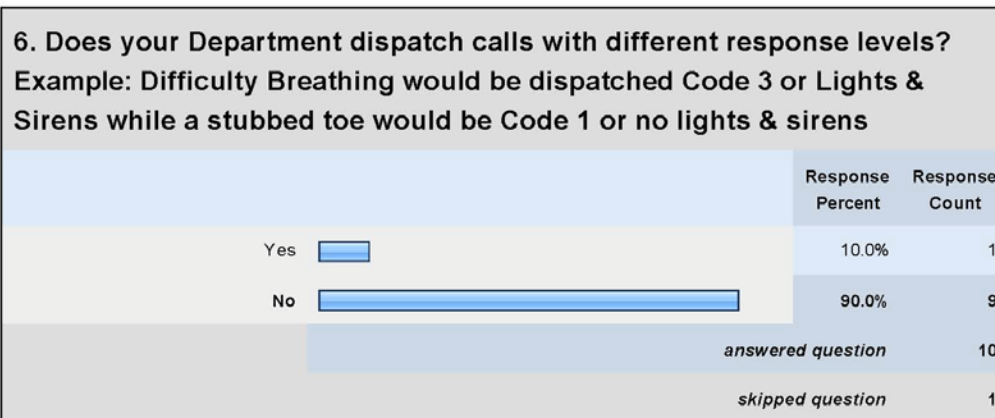 6. Does your Department dispatch calls with different response levels?
Example: Difficulty Breathing would be dispatched Code 3 or Lights &
Sirens while a stubbed toe would be Code 1 or no lights & sirens
Response Response
Percent Count
Yes 10.0% 1
No 90.0% 9
answered question 10
skipped question 1